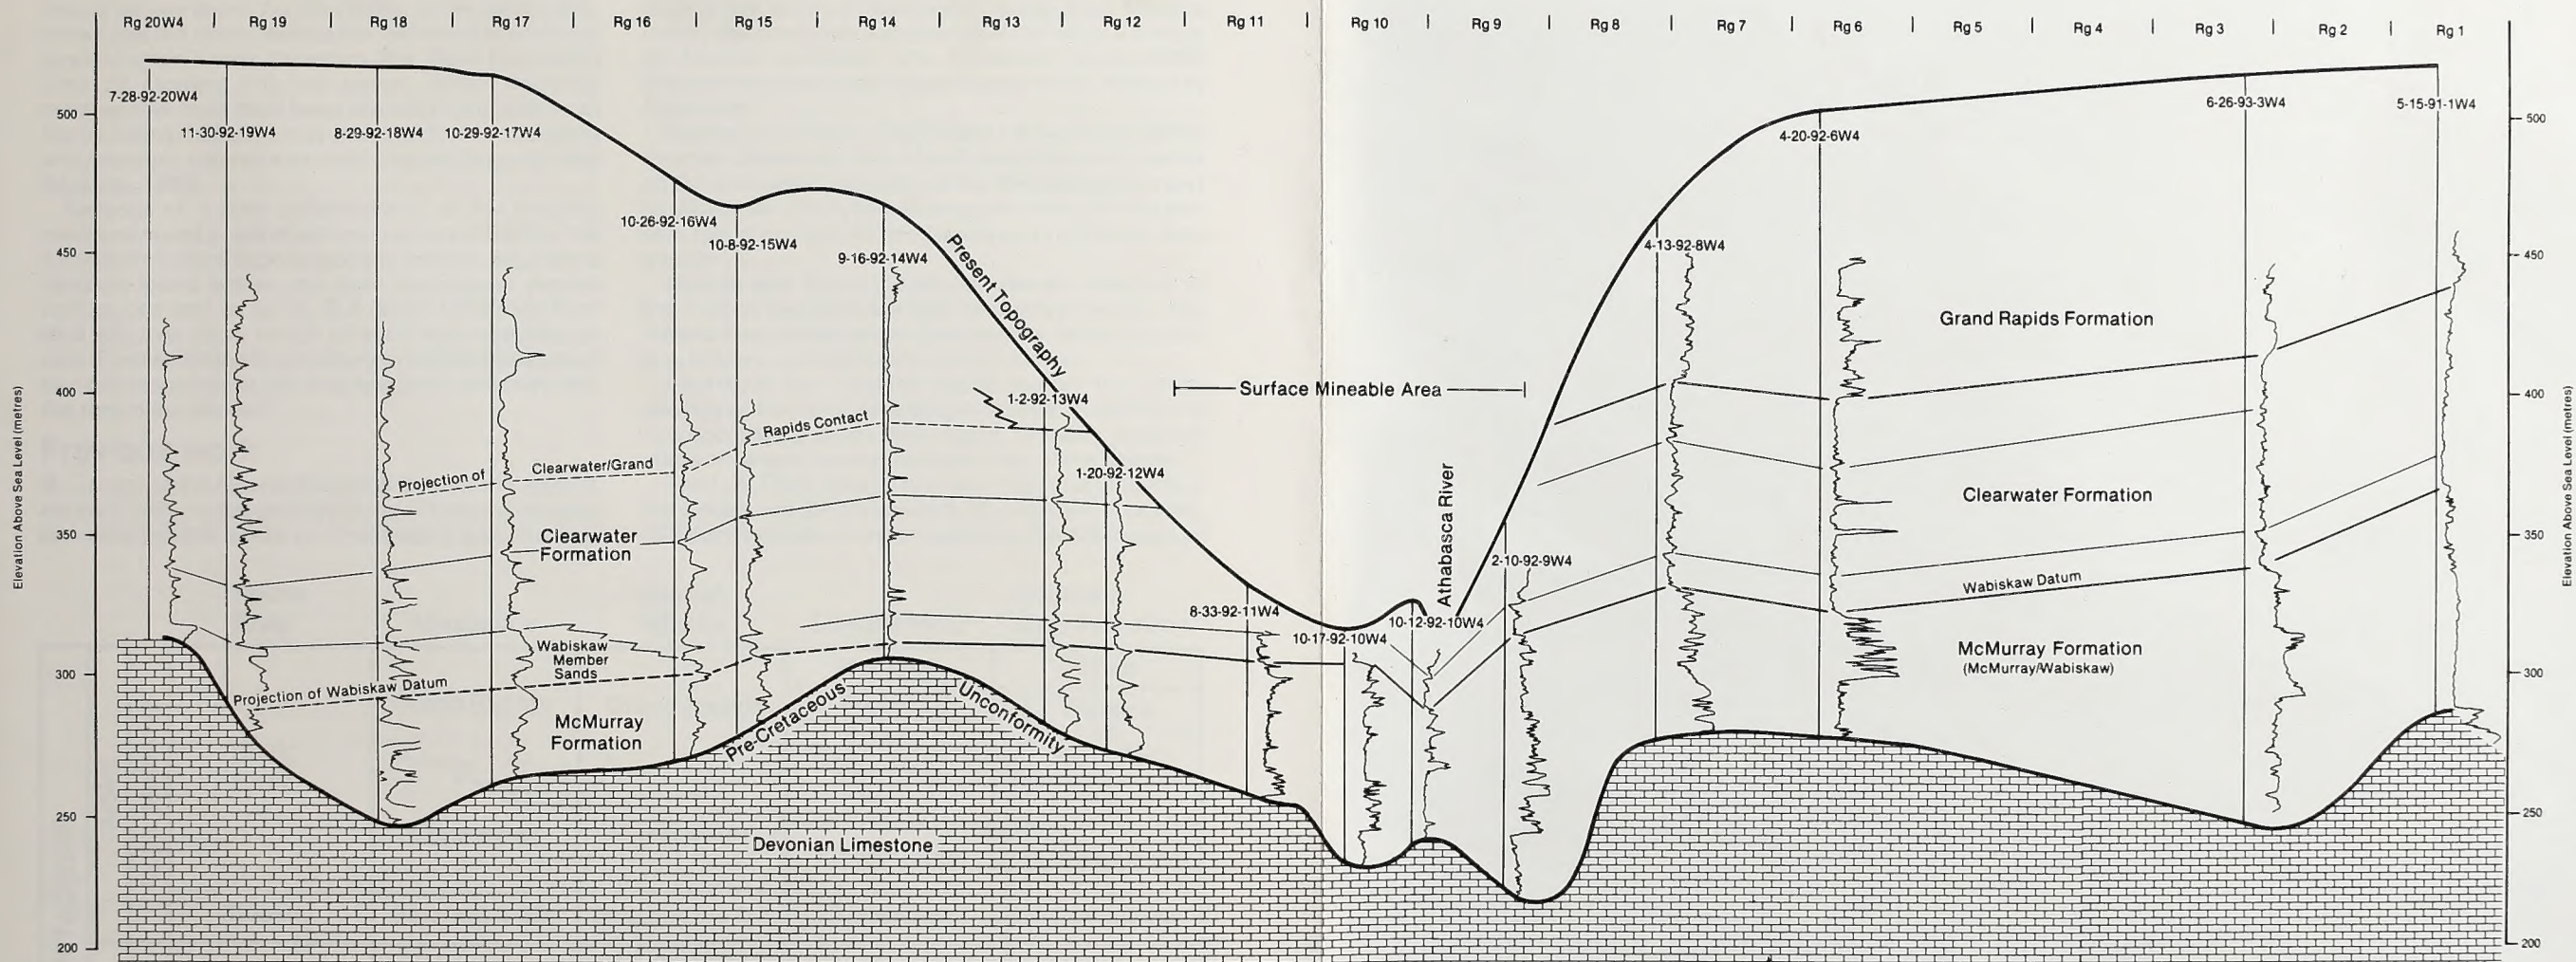 Rg 20W4 | Rg 19 | Rg 18 | Rg 17 | Rg 16 | Rg 15 | Rg 14 | Rg 13 | Rg 12 | Rg 11 | Rg 10 | Rg 9 | Rg 8 | Rg 7 | Rg 6 | Rg 5 | Rg 4 | Rg 3 | Rg 2 | Rg 1
7-28-92-20W4
11-30-92-19W4
8-29-92-18W4
10-29-92-17W4
10-26-92-16W4
10-8-92-15W4
9-16-92-14W4
1-2-92-13W4
1-20-92-12W4
8-33-92-11W4
10-17-92-10W4
10-12-92-10W4
2-10-92-9W4
4-13-92-8W4
4-20-92-6W4
6-26-93-3W4
5-15-91-1W4
Elevation Above Sea Level (metres)
500
450
400
350
300
250
200
Present Topography
Surface Mineable Area
Athabasca River
Projection of Clearwater/Grand Rapids Contact
Clearwater
Formation
Wabiskaw
Member
Sands
Projection of Wabiskaw Datum
McMurray
Formation
Pre-Cretaceous Unconformity
Devonian Limestone
Grand Rapids Formation
Clearwater Formation
Wabiskaw Datum
McMurray Formation
(McMurray/Wabiskaw)
500
450
400
350
300
250
200
Elevation Above Sea Level (metres)